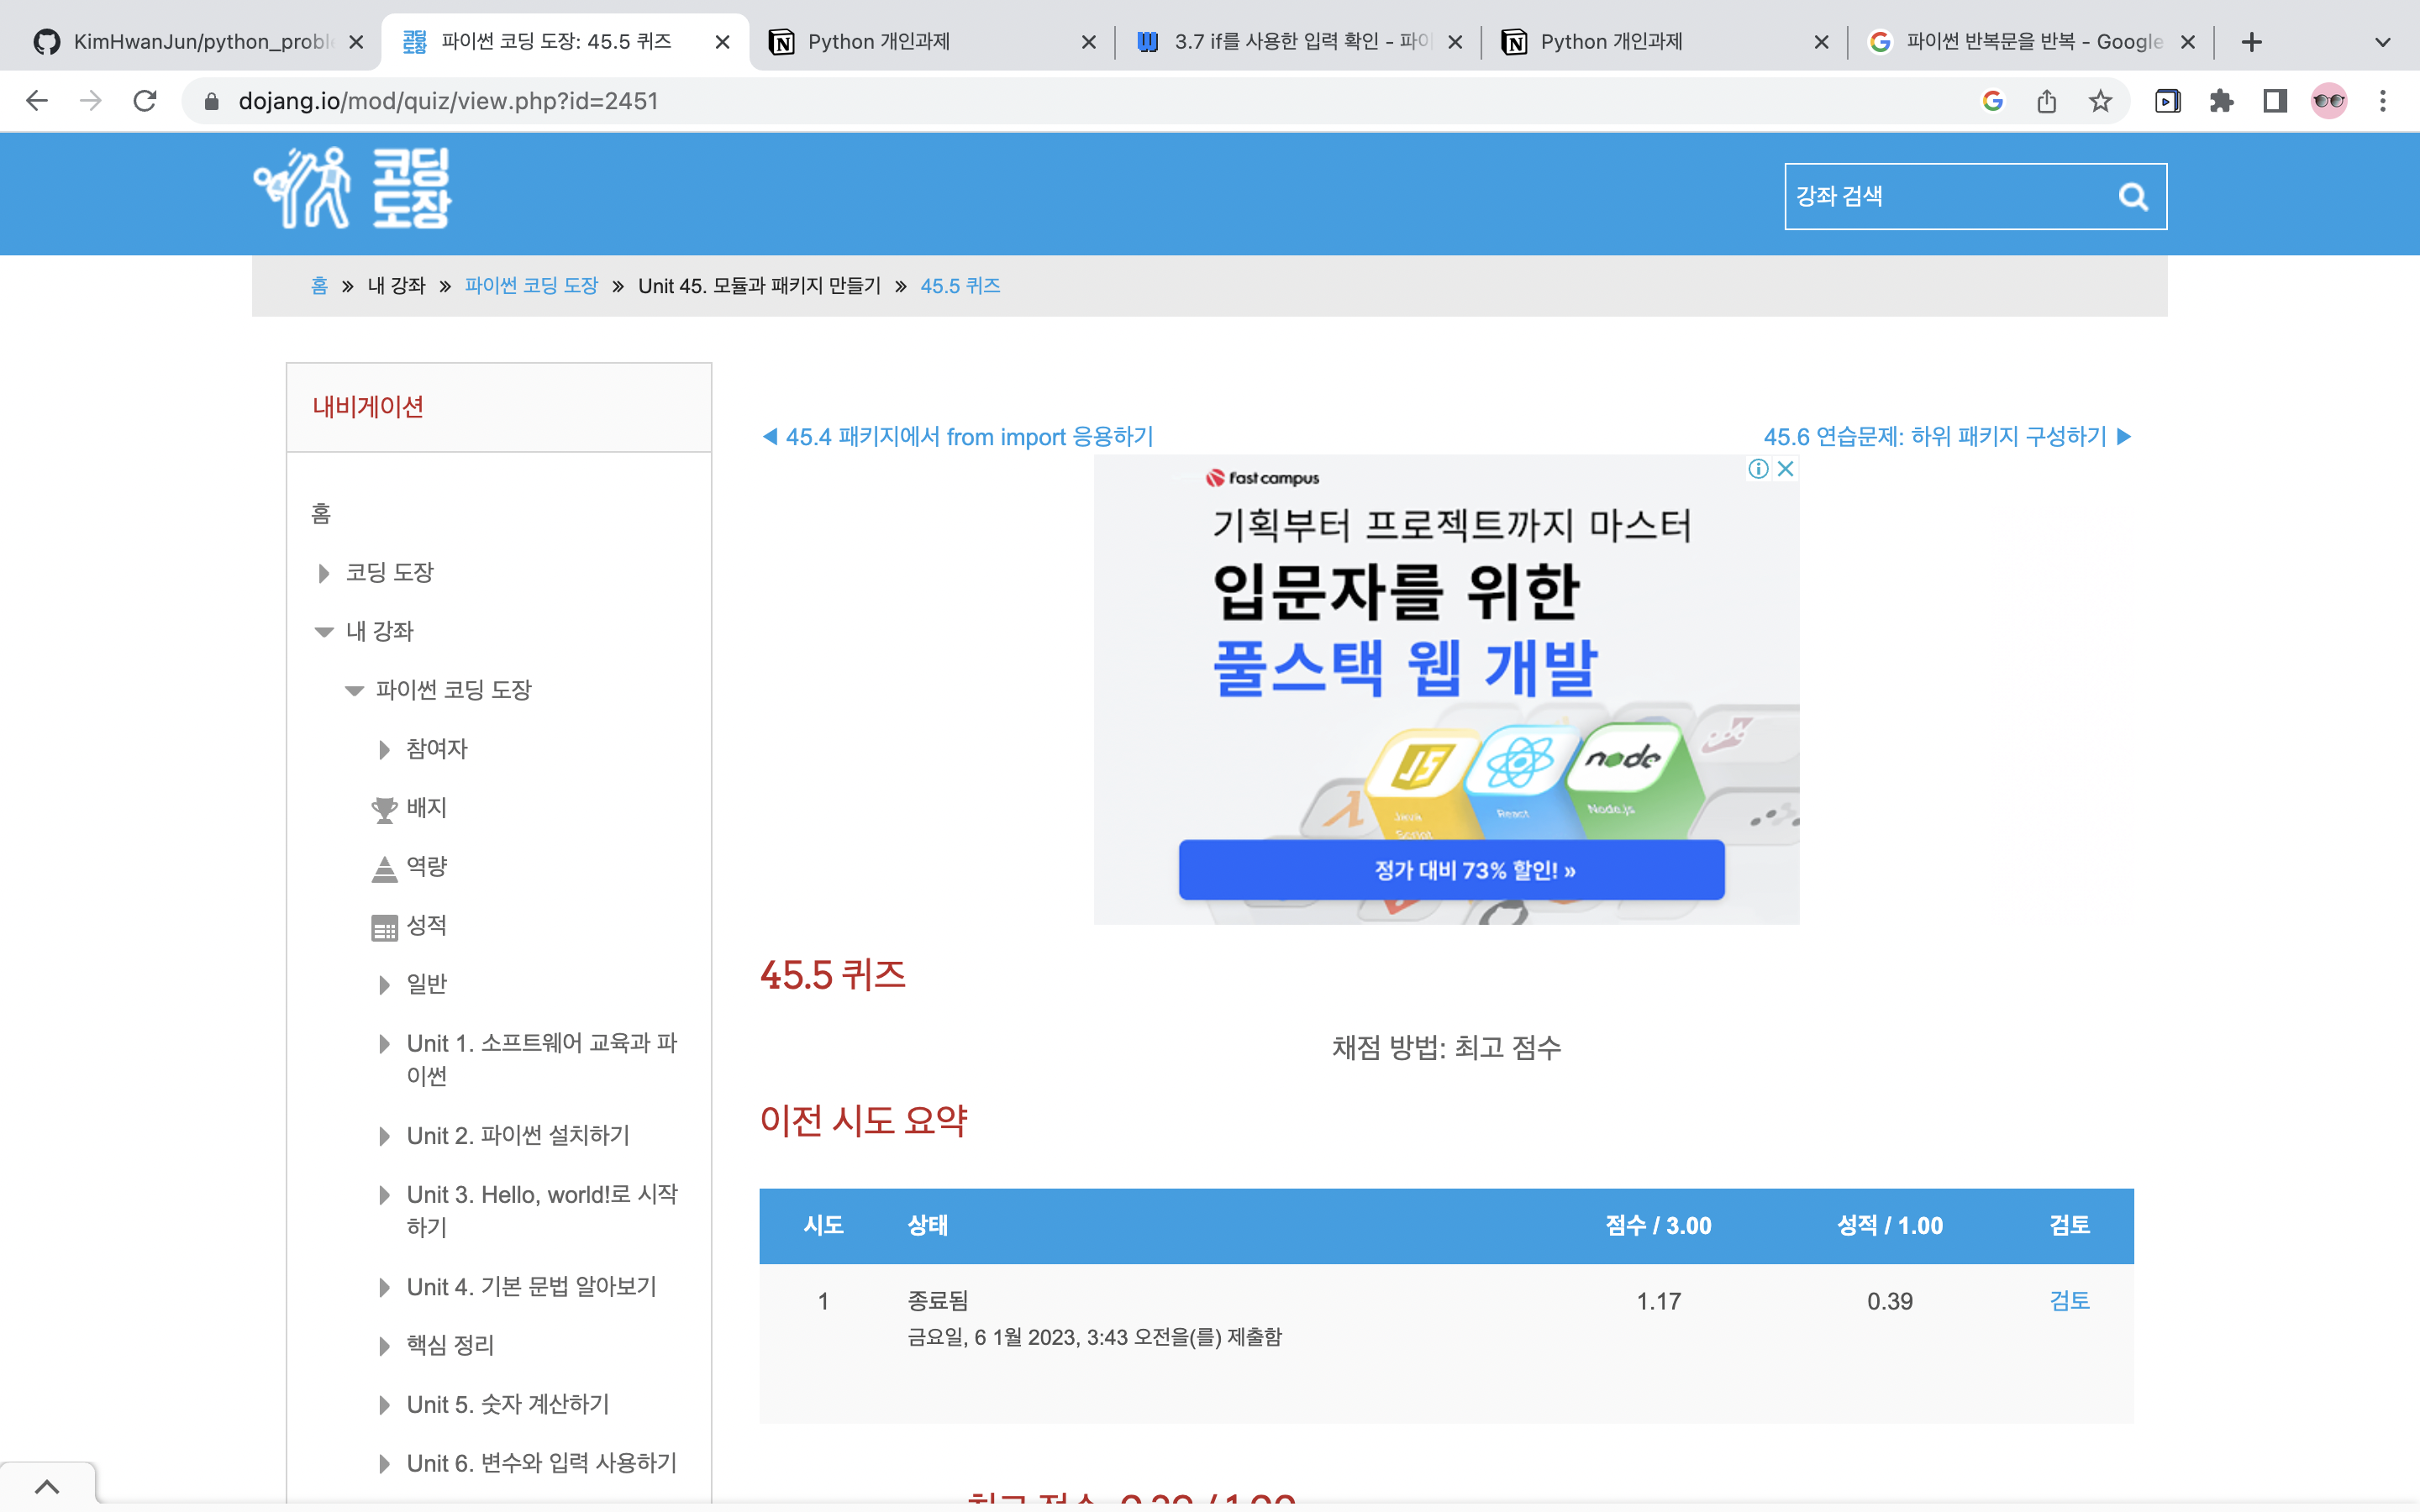 KimHwanJun/python_proble
파이썬 코딩 도장: 45.5 퀴즈
Python 개인과제
3.7 if를 사용한 입력 확인 - 파이
Python 개인과제
파이썬 반복문을 반복 - Google
dojang.io/mod/quiz/view.php?id=2451
코딩
도장
강좌 검색
홈 » 내 강좌 » 파이썬 코딩 도장 » Unit 45. 모듈과 패키지 만들기 » 45.5 퀴즈
내비게이션
홈
코딩 도장
내 강좌
파이썬 코딩 도장
참여자
배지
역량
성적
일반
Unit 1. 소프트웨어 교육과 파
이썬
Unit 2. 파이썬 설치하기
Unit 3. Hello, world!로 시작
하기
Unit 4. 기본 문법 알아보기
핵심 정리
Unit 5. 숫자 계산하기
Unit 6. 변수와 입력 사용하기
◀ 45.4 패키지에서 from import 응용하기
45.6 연습문제: 하위 패키지 구성하기 ▶
fast campus
기획부터 프로젝트까지 마스터
입문자를 위한
풀스택 웹 개발
JS
node
Java
Script
React
Node.js
정가 대비 73% 할인! »
45.5 퀴즈
채점 방법: 최고 점수
이전 시도 요약
시도 상태 점수 / 3.00 성적 / 1.00 검토
1 종료됨 1.17 0.39 검토
금요일, 6 1월 2023, 3:43 오전을(를) 제출함
최고 점수: 0.39 / 1.00